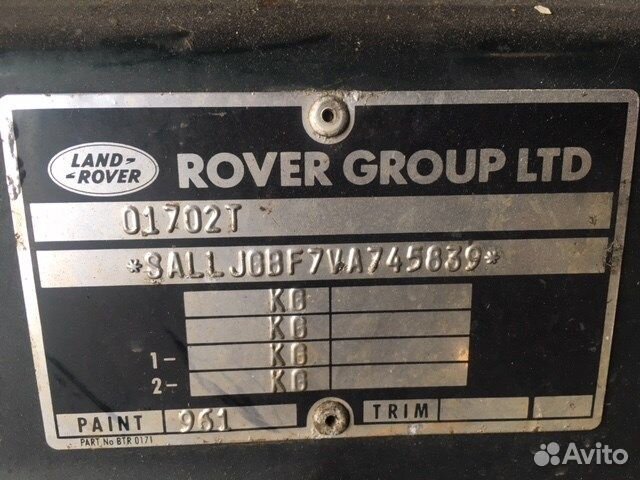 LAND-
-ROVER
ROVER GROUP LTD
01702T
*SALLJGBF7VA745839*
KG
KG
1- KG
2- KG
PAINT 961 TRIM
PART No BTR 0171
Avito